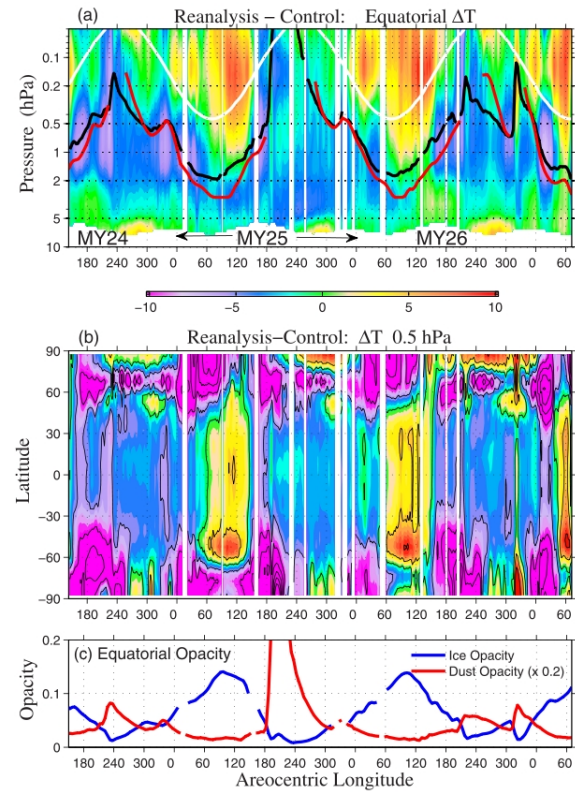 (a) Reanalysis − Control: Equatorial ΔT
Pressure (hPa)
0.1
0.2
0.5
1
2
5
10
MY24 MY25 MY26
180 240 300 0 60 120 180 240 300 0 60 120 180 240 300 0 60
−10 −5 0 5 10
(b) Reanalysis−Control: ΔT 0.5 hPa
Latitude
90
60
30
0
−30
−60
−90
180 240 300 0 60 120 180 240 300 0 60 120 180 240 300 0 60
(c) Equatorial Opacity
Ice Opacity
Dust Opacity (x 0.2)
Opacity
0.2
0.1
0
180 240 300 0 60 120 180 240 300 0 60 120 180 240 300 0 60
Areocentric Longitude